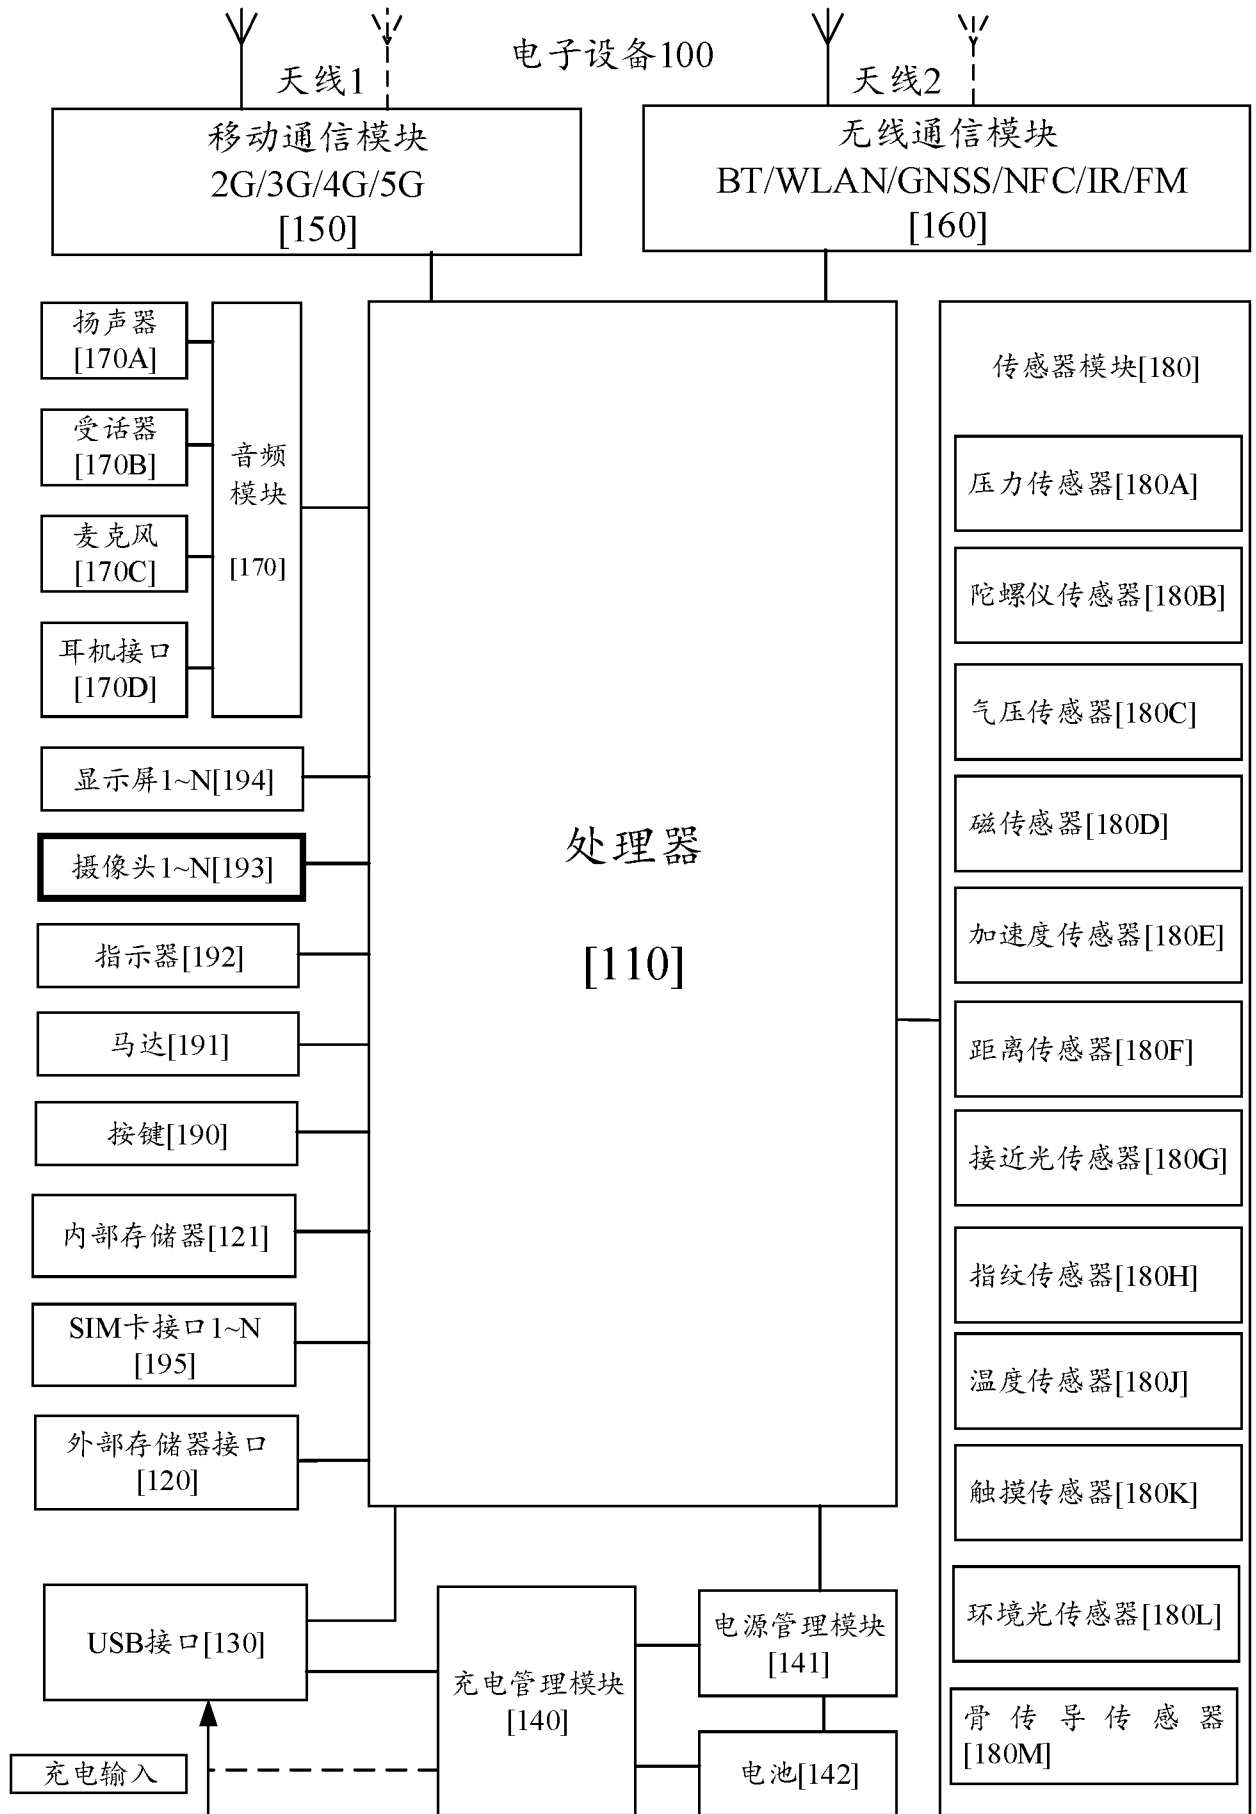 电子设备100
天线1
天线2
移动通信模块
2G/3G/4G/5G
[150]
无线通信模块
BT/WLAN/GNSS/NFC/IR/FM
[160]
扬声器
[170A]
受话器
[170B]
麦克风
[170C]
耳机接口
[170D]
音频
模块
[170]
显示屏1~N[194]
摄像头1~N[193]
指示器[192]
马达[191]
按键[190]
内部存储器[121]
SIM卡接口1~N
[195]
外部存储器接口
[120]
处理器
[110]
传感器模块[180]
压力传感器[180A]
陀螺仪传感器[180B]
气压传感器[180C]
磁传感器[180D]
加速度传感器[180E]
距离传感器[180F]
接近光传感器[180G]
指纹传感器[180H]
温度传感器[180J]
触摸传感器[180K]
环境光传感器[180L]
骨传导传感器
[180M]
USB接口[130]
充电管理模块
[140]
电源管理模块
[141]
电池[142]
充电输入